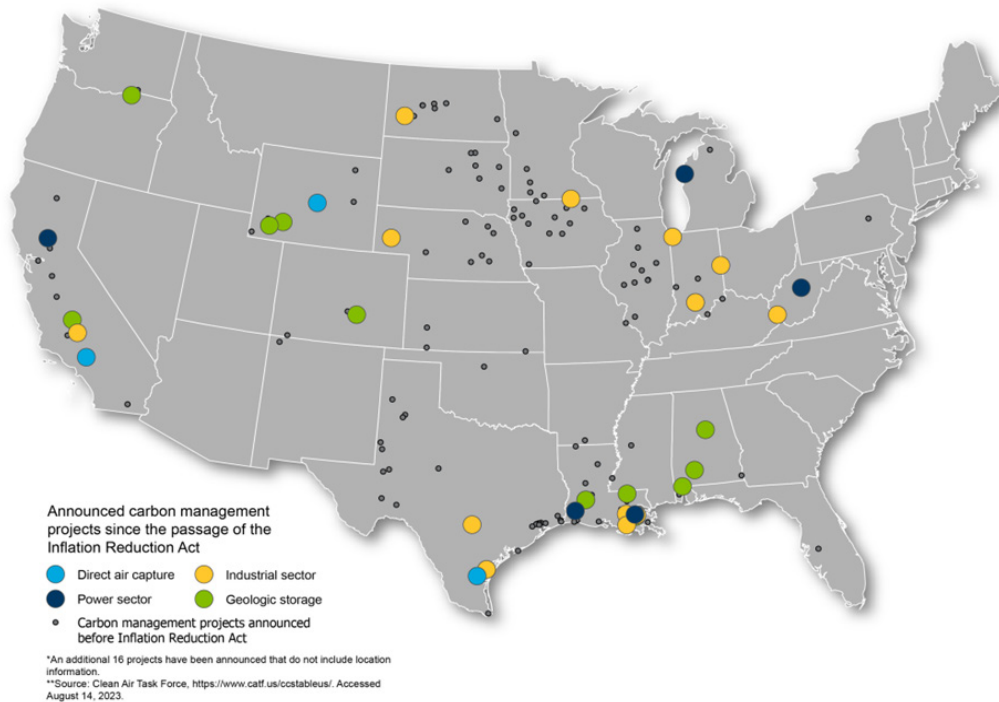 Announced carbon management
projects since the passage of the
Inflation Reduction Act
Direct air capture
Industrial sector
Power sector
Geologic storage
Carbon management projects announced
before Inflation Reduction Act
*An additional 16 projects have been announced that do not include location
information.
**Source: Clean Air Task Force, https://www.catf.us/ccstableus/. Accessed
August 14, 2023.